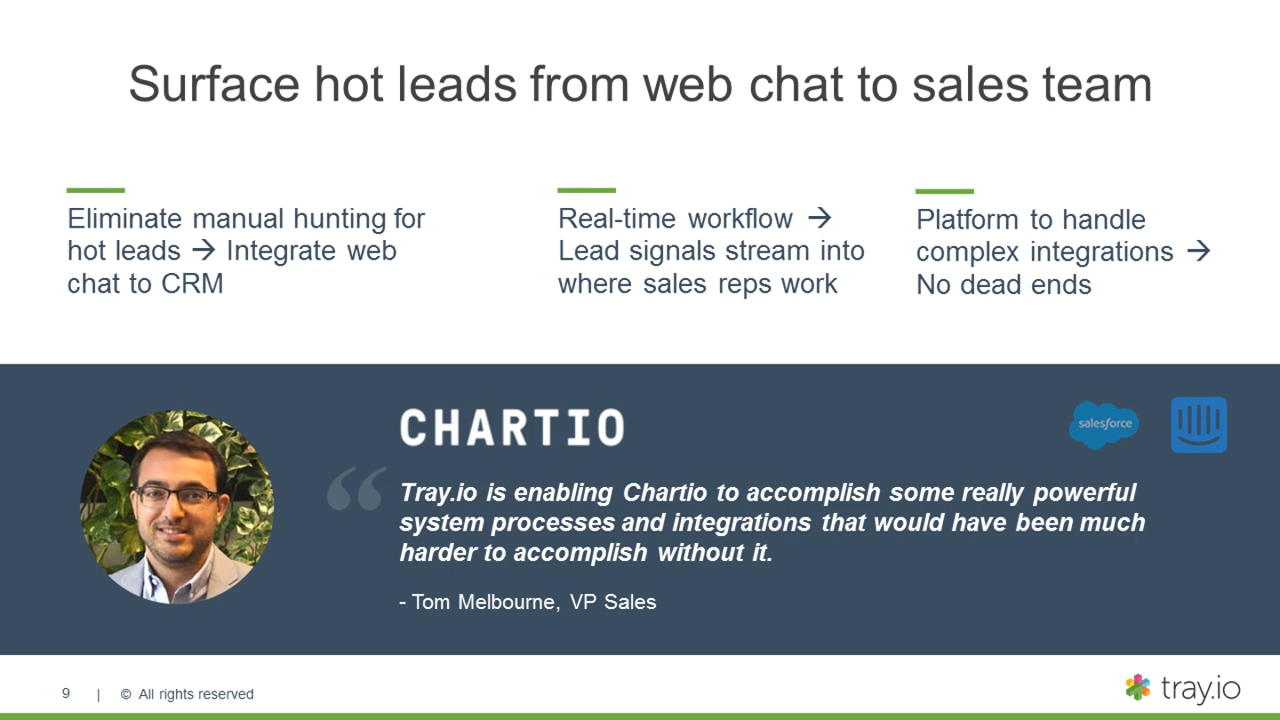 Surface hot leads from web chat to sales team
Eliminate manual hunting for
hot leads → Integrate web
chat to CRM
Real-time workflow →
Lead signals stream into
where sales reps work
Platform to handle
complex integrations →
No dead ends
CHARTIO
salesforce
“
Tray.io is enabling Chartio to accomplish some really powerful
system processes and integrations that would have been much
harder to accomplish without it.
- Tom Melbourne, VP Sales
9 | © All rights reserved
tray.io